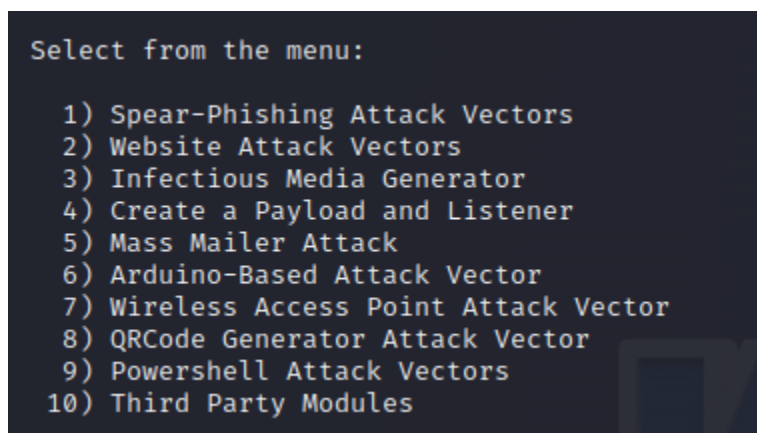 Select from the menu:
1) Spear-Phishing Attack Vectors
2) Website Attack Vectors
3) Infectious Media Generator
4) Create a Payload and Listener
5) Mass Mailer Attack
6) Arduino-Based Attack Vector
7) Wireless Access Point Attack Vector
8) QRCode Generator Attack Vector
9) Powershell Attack Vectors
10) Third Party Modules